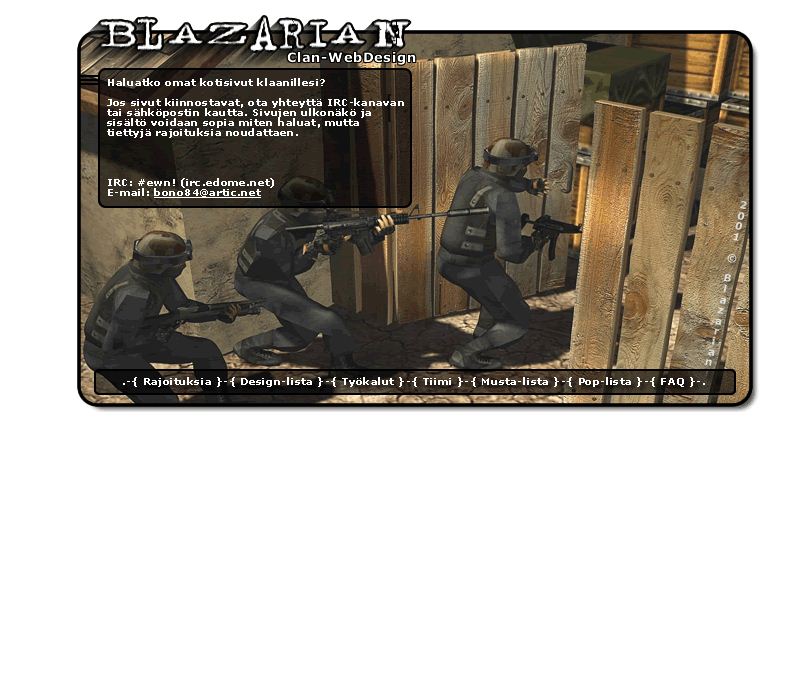 BLAZARIAN
Clan-WebDesign
Haluatko omat kotisivut klaanillesi?
Jos sivut kiinnostavat, ota yhteyttä IRC-kanavan
tai sähköpostin kautta. Sivujen ulkonäkö ja
sisältö voidaan sopia miten haluat, mutta
tiettyjä rajoituksia noudattaen.
IRC: #ewn! (irc.edome.net)
E-mail: bono84@artic.net
2001 © Blazarian
.-{ Rajoituksia }-{ Design-lista }-{ Työkalut }-{ Tiimi }-{ Musta-lista }-{ Pop-lista }-{ FAQ }-.